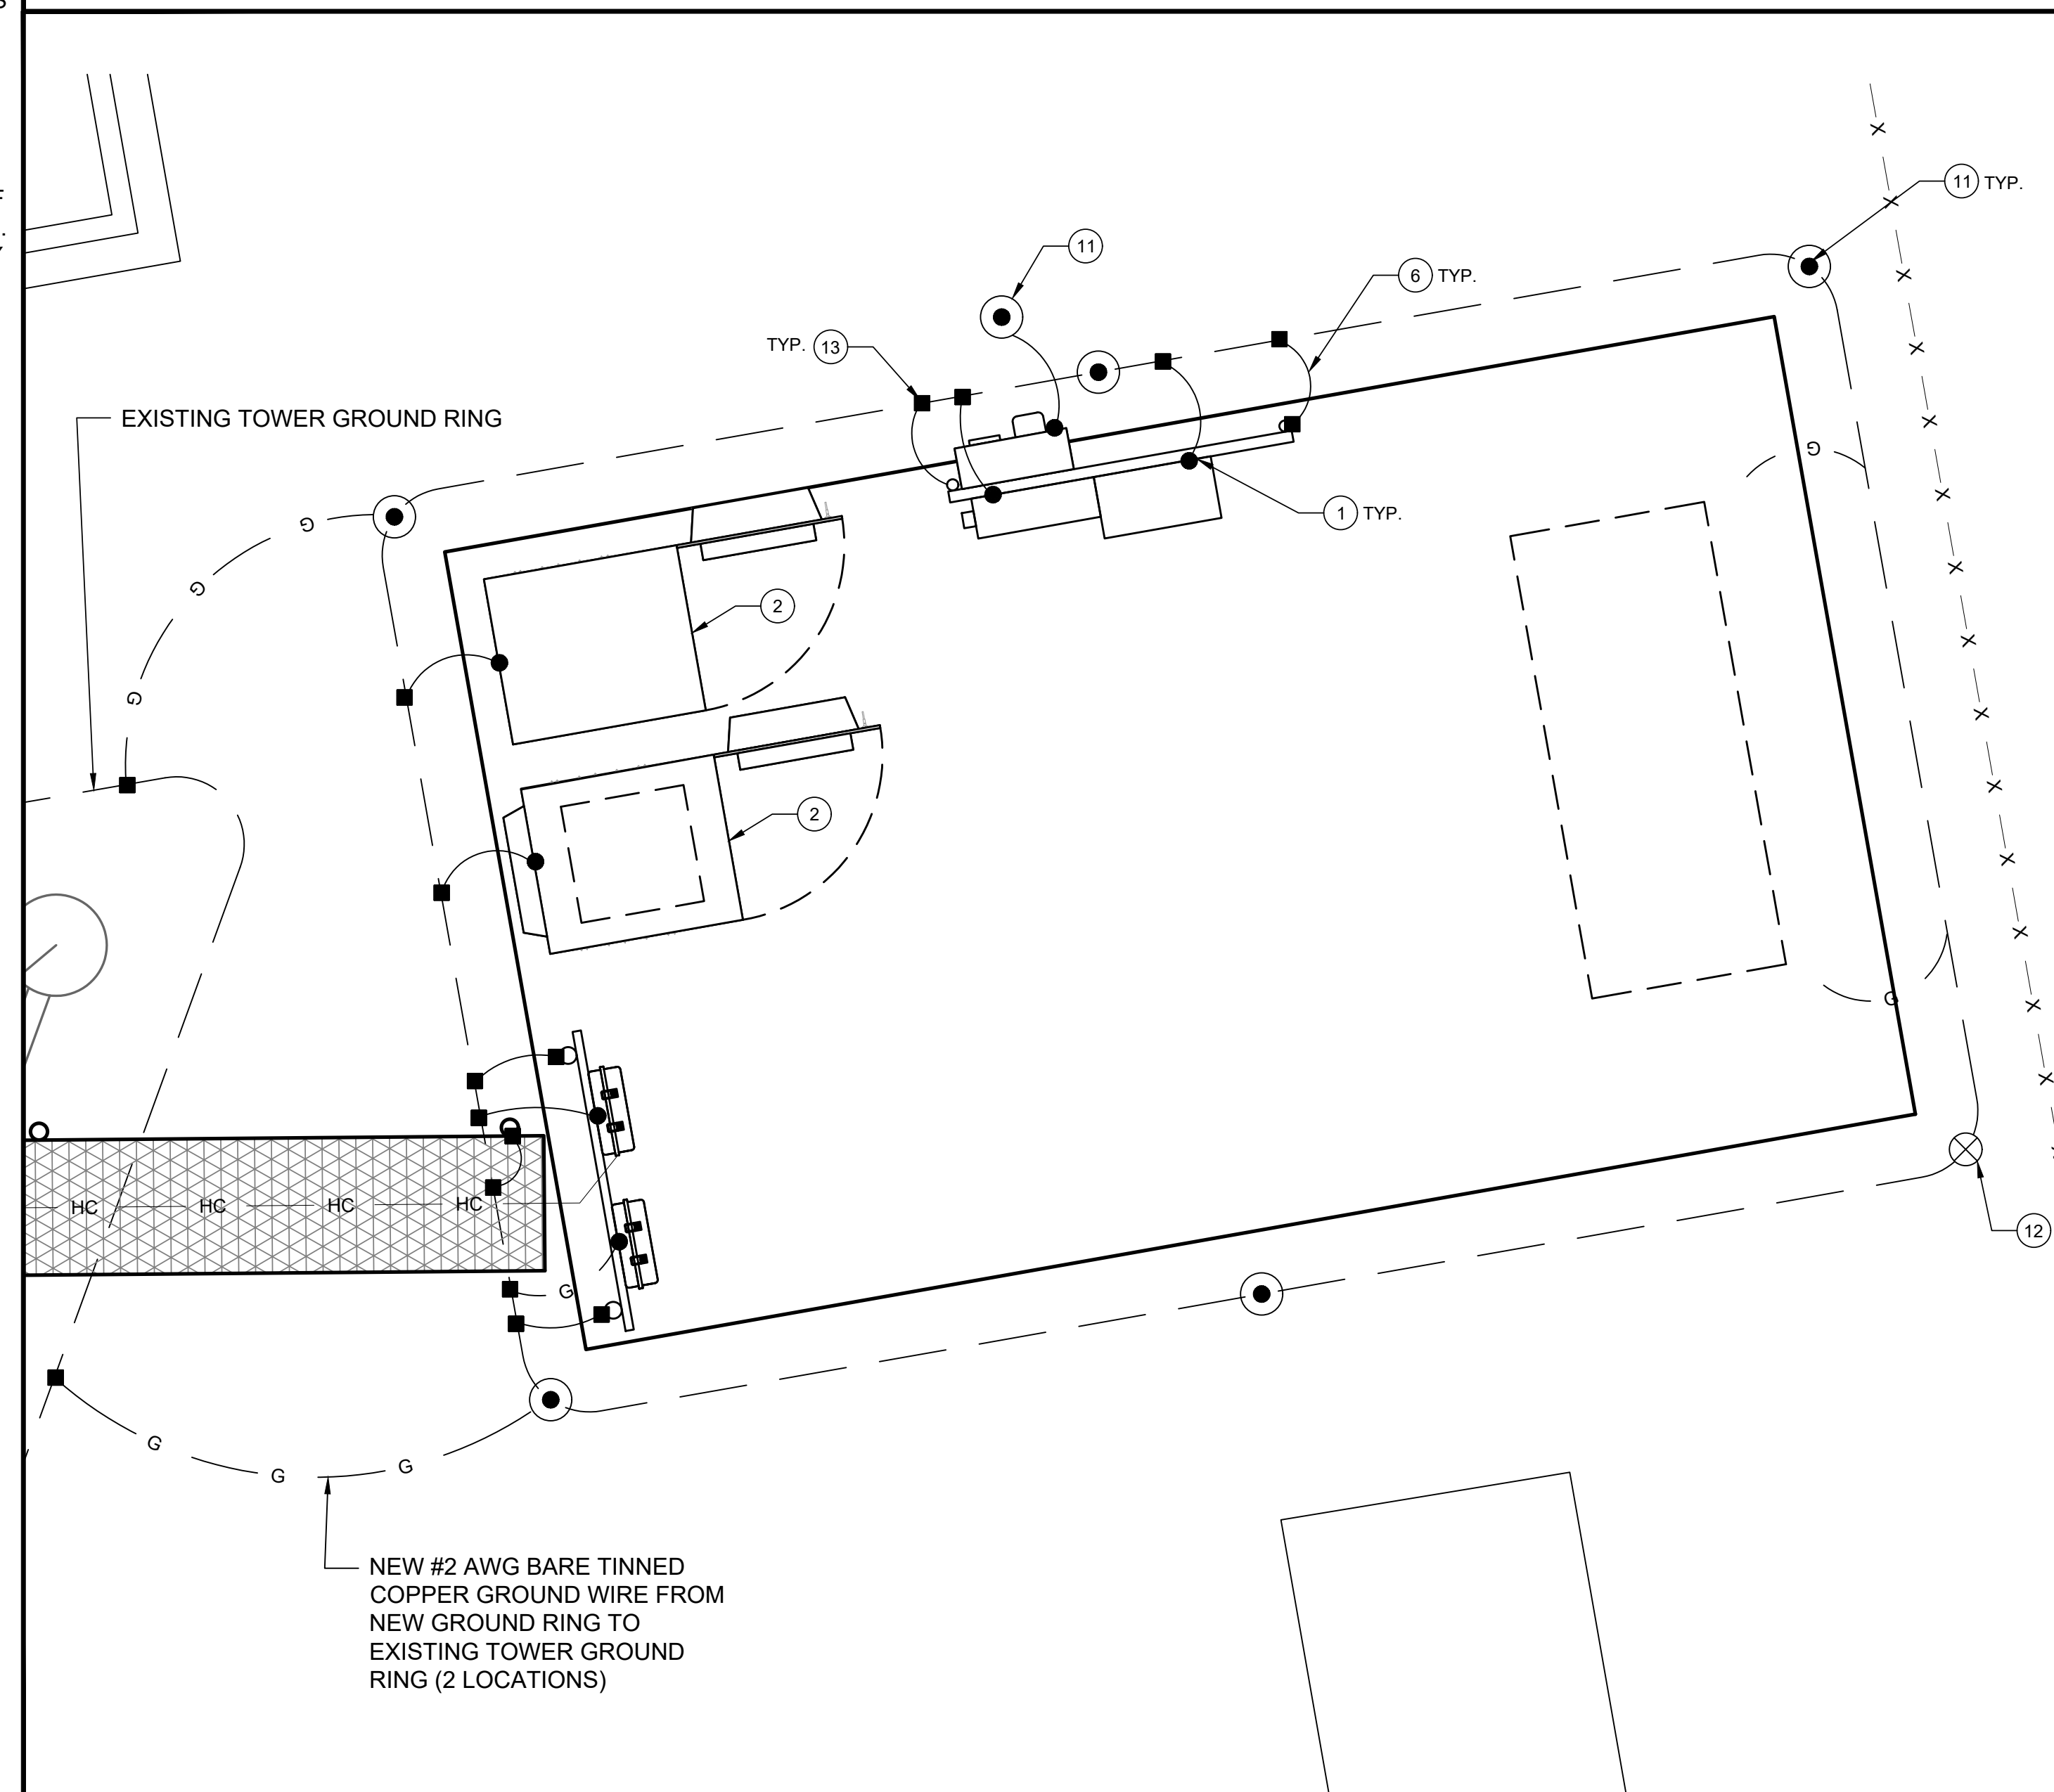 11 TYP.
11
6 TYP.
TYP. 13
EXISTING TOWER GROUND RING
1 TYP.
2
2
G
G
G
G
G
HC HC HC HC
G
12
G
G
G
NEW #2 AWG BARE TINNED
COPPER GROUND WIRE FROM
NEW GROUND RING TO
EXISTING TOWER GROUND
RING (2 LOCATIONS)
X
X
X
X
X
X
X
X
X
X
X
X
X
X